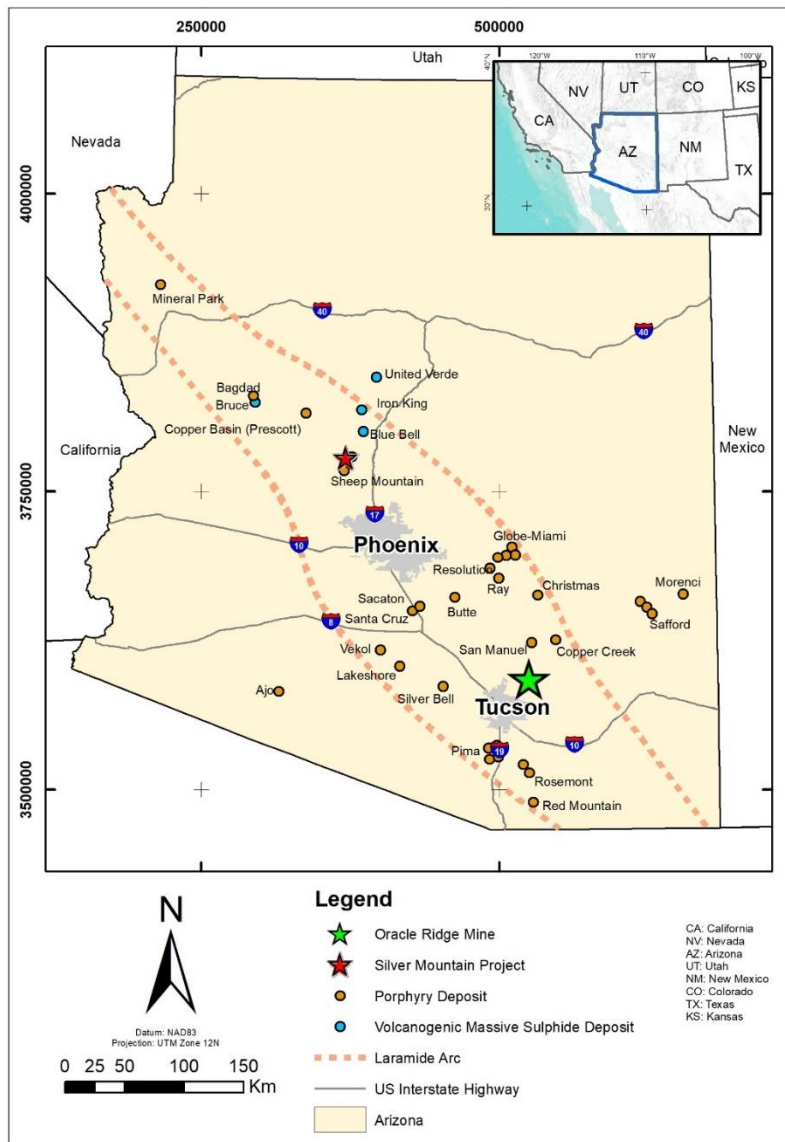 250000
500000
Utah
120°W
110°W
100°W
40°N
NV
UT
CO
KS
CA
AZ
NM
TX
30°N
Nevada
4000000
Mineral Park
40
40
United Verde
Bagdad
Bruce
Iron King
Copper Basin (Prescott)
Blue Bell
New
Mexico
California
Sheep Mountain
3750000
17
10
Phoenix
Globe-Miami
Resolution
Ray
Christmas
Morenci
Sacaton
Butte
Santa Cruz
Safford
8
San Manuel
Copper Creek
Vekol
Lakeshore
Silver Bell
Ajo
Tucson
Pima
19
10
Rosemont
3500000
Red Mountain
N
Datum: NAD83
Projection: UTM Zone 12N
0 25 50 100 150
Km
Legend
Oracle Ridge Mine
Silver Mountain Project
Porphyry Deposit
Volcanogenic Massive Sulphide Deposit
Laramide Arc
US Interstate Highway
Arizona
CA: California
NV: Nevada
AZ: Arizona
UT: Utah
NM: New Mexico
CO: Colorado
TX: Texas
KS: Kansas